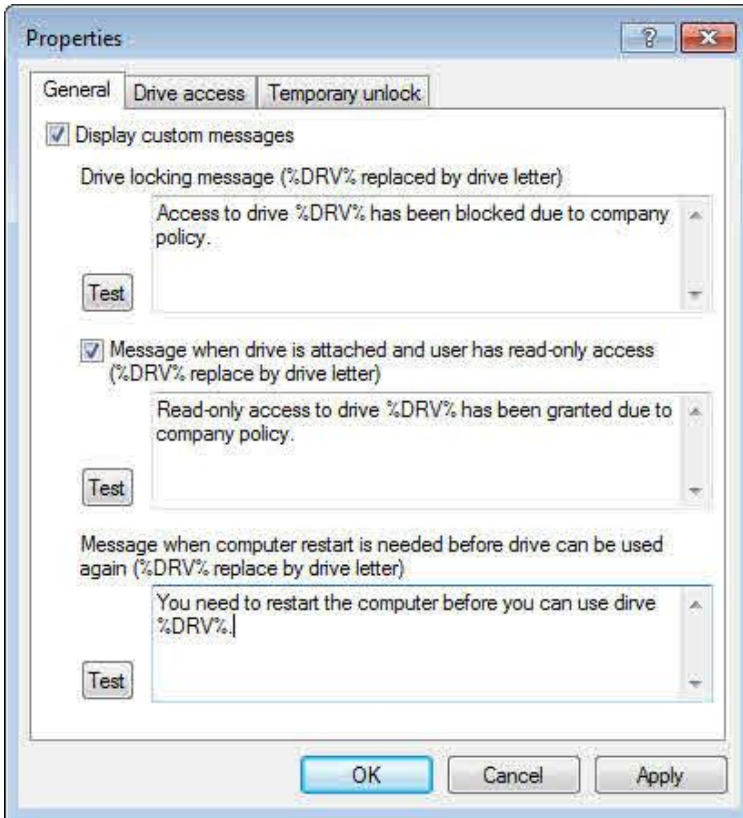 Properties
General Drive access Temporary unlock
Display custom messages
Drive locking message (%DRV% replaced by drive letter)
Access to drive %DRV% has been blocked due to company
policy.
Test
Message when drive is attached and user has read-only access
(%DRV% replace by drive letter)
Read-only access to drive %DRV% has been granted due to
company policy.
Test
Message when computer restart is needed before drive can be used
again (%DRV% replace by drive letter)
You need to restart the computer before you can use dirve
%DRV%.
Test
OK Cancel Apply